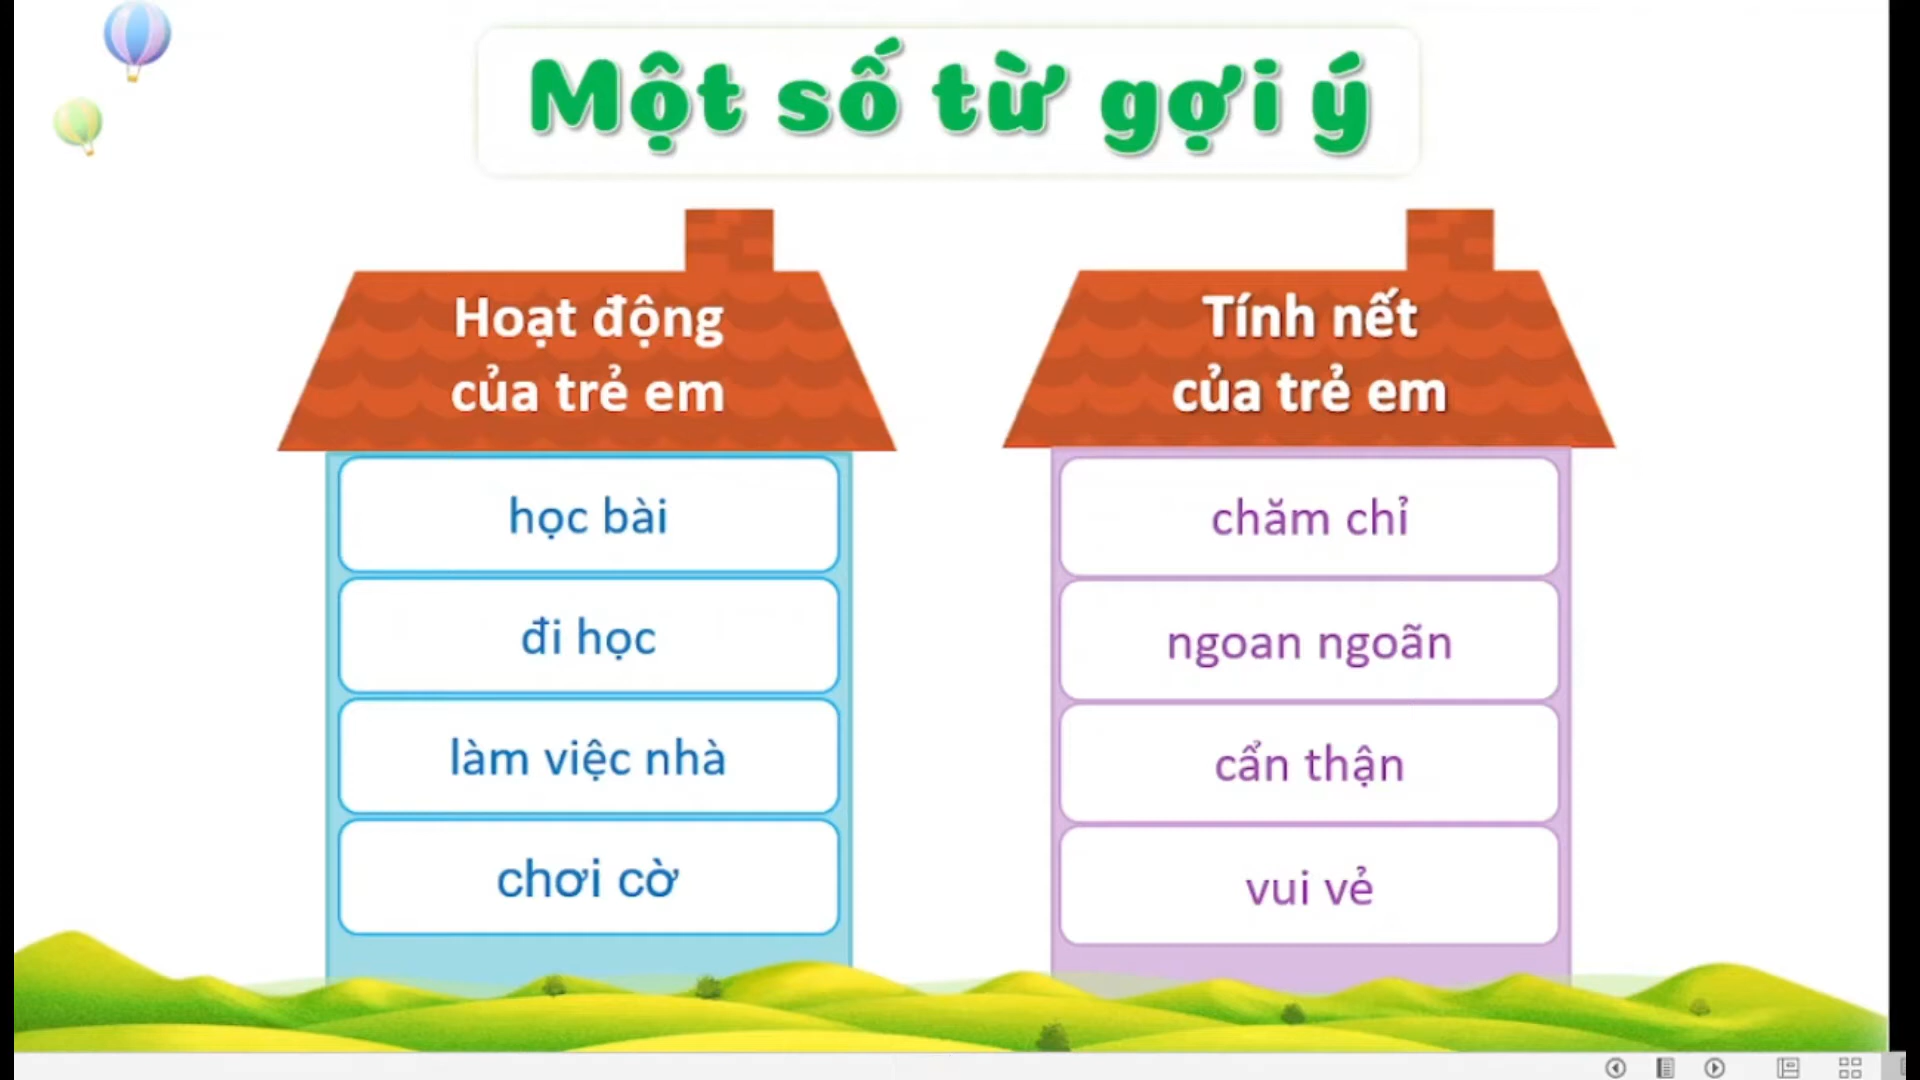 Một số từ gợi ý
Hoạt động
của trẻ em
học bài
đi học
làm việc nhà
chơi cờ
Tính nết
của trẻ em
chăm chỉ
ngoan ngoãn
cẩn thận
vui vẻ